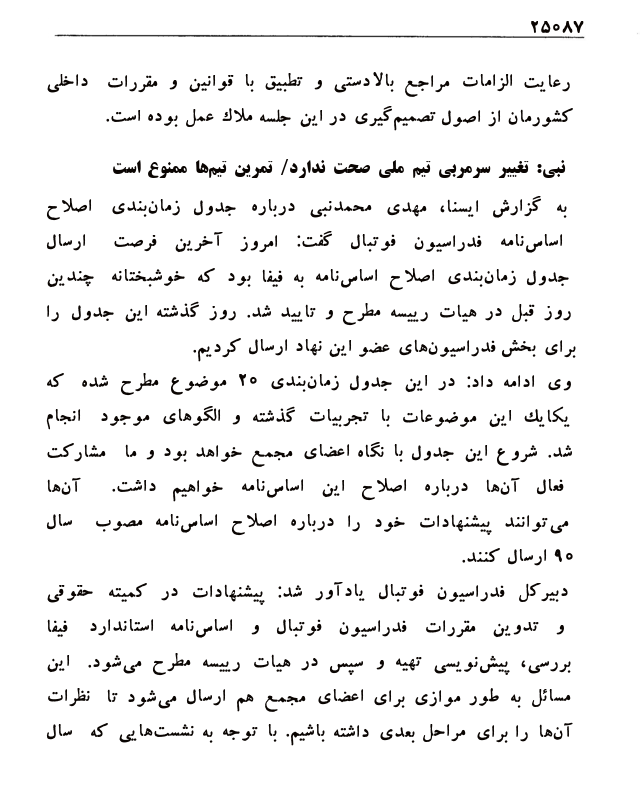 ۲۵۰۸۷
رعایت الزامات مراجع بالادستی و تطبیق با قوانین و مقررات داخلی
کشورمان از اصول تصمیم‌گیری در این جلسه ملاك عمل بوده است.
نبی: تغییر سرمربی تیم ملی صحت ندارد/ تمرین تیم‌ها ممنوع است
به گزارش ایسنا، مهدی محمدنبی درباره جدول زمان‌بندی اصلاح
اساس‌نامه فدراسیون فوتبال گفت: امروز آخرین فرصت ارسال
جدول زمان‌بندی اصلاح اساس‌نامه به فیفا بود که خوشبختانه چندین
روز قبل در هیات رییسه مطرح و تایید شد. روز گذشته این جدول را
برای بخش فدراسیون‌های عضو این نهاد ارسال کردیم.
وی ادامه داد: در این جدول زمان‌بندی ۲۵ موضوع مطرح شده که
یکایك این موضوعات با تجربیات گذشته و الگوهای موجود انجام
شد. شروع این جدول با نگاه اعضای مجمع خواهد بود و ما مشارکت
فعال آن‌ها درباره اصلاح این اساس‌نامه خواهیم داشت. آن‌ها
می‌توانند پیشنهادات خود را درباره اصلاح اساس‌نامه مصوب سال
۹۰ ارسال کنند.
دبیرکل فدراسیون فوتبال یادآور شد: پیشنهادات در کمیته حقوقی
و تدوین مقررات فدراسیون فوتبال و اساس‌نامه استاندارد فیفا
بررسی، پیش‌نویسی تهیه و سپس در هیات رییسه مطرح می‌شود. این
مسائل به طور موازی برای اعضای مجمع هم ارسال می‌شود تا نظرات
آن‌ها را برای مراحل بعدی داشته باشیم. با توجه به نشست‌هایی که سال